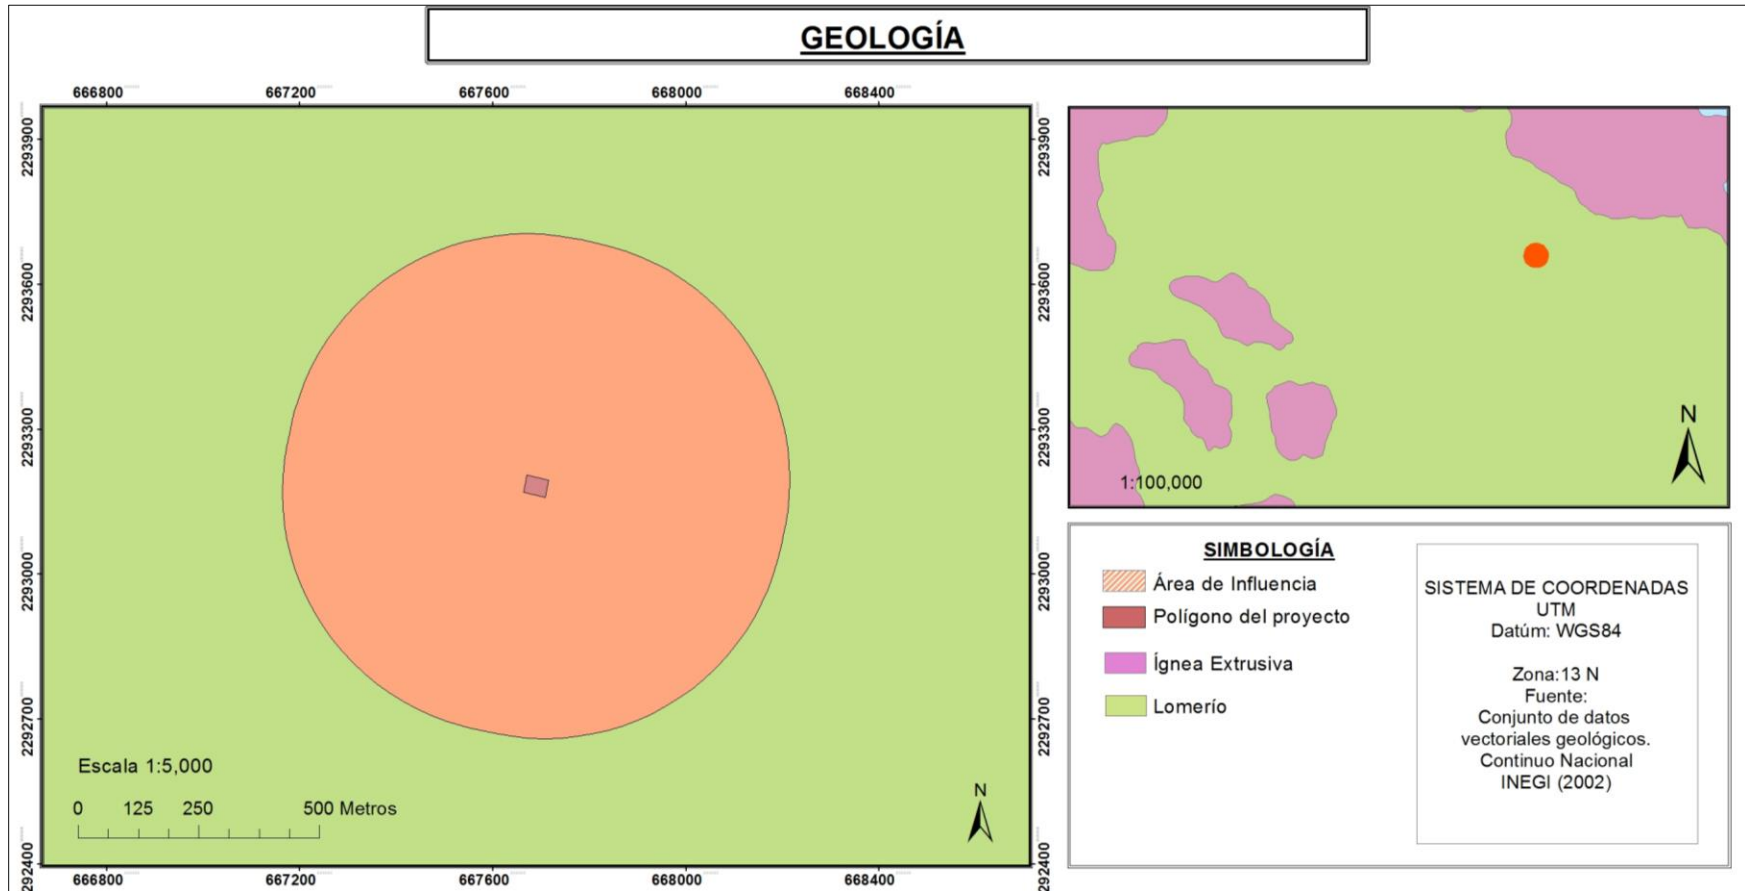 GEOLOGÍA
666800 667200 667600 668000 668400
2293900
2293600
2293300
2293000
2292700
292400
2293900
2293600
2293300
2293000
2292700
292400
Escala 1:5,000
0 125 250 500 Metros
N
666800 667200 667600 668000 668400
N
1:100,000
SIMBOLOGÍA
Área de Influencia
Polígono del proyecto
Ígnea Extrusiva
Lomerío
SISTEMA DE COORDENADAS
UTM
Datúm: WGS84
Zona:13 N
Fuente:
Conjunto de datos
vectoriales geológicos.
Continuo Nacional
INEGI (2002)